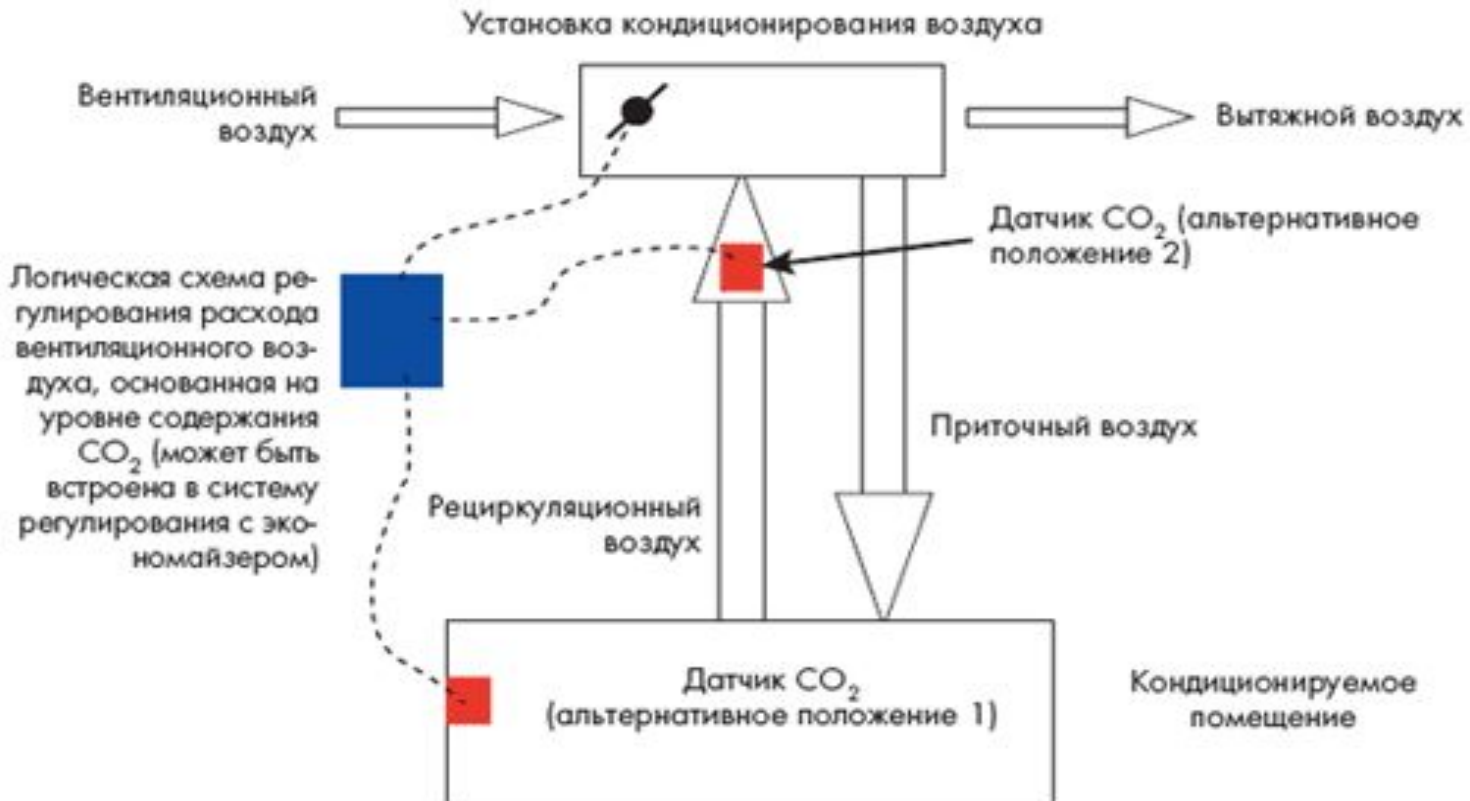 Установка кондиционирования воздуха
Вентиляционный
воздух
Вытяжной воздух
Датчик CO₂ (альтернативное
положение 2)
Логическая схема ре-
гулирования расхода
вентиляционного воз-
духа, основанная на
уровне содержания
CO₂ (может быть
встроена в систему
регулирования с эко-
номайзером)
Приточный воздух
Рециркуляционный
воздух
Датчик CO₂
(альтернативное положение 1)
Кондиционируемое
помещение